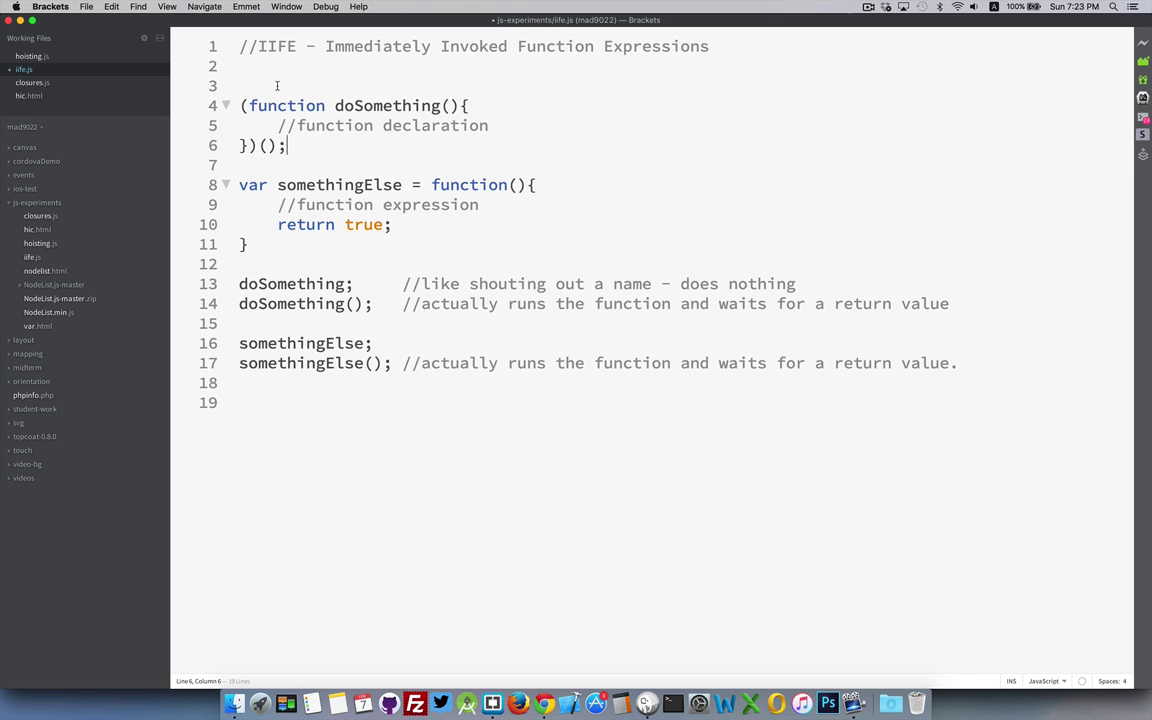 Brackets File Edit Find View Navigate Emmet Window Debug Help 100% Sun 7:23 PM
• js-experiments/iife.js (mad9022) — Brackets
Working Files
hoisting.js
iife.js
closures.js
hic.html
mad9022
canvas
cordovaDemo
events
ios-test
js-experiments
closures.js
hic.html
hoisting.js
iife.js
nodelist.html
NodeList.js-master
NodeList.js-master.zip
NodeList.min.js
var.html
layout
mapping
midterm
orientation
phpinfo.php
student-work
svg
topcoat-0.8.0
touch
video-bg
videos
1 //IIFE - Immediately Invoked Function Expressions
2
3
4 (function doSomething(){
5 //function declaration
6 })();
7
8 var somethingElse = function(){
9 //function expression
10 return true;
11 }
12
13 doSomething; //like shouting out a name - does nothing
14 doSomething(); //actually runs the function and waits for a return value
15
16 somethingElse;
17 somethingElse(); //actually runs the function and waits for a return value.
18
19
Line 6, Column 6 — 19 Lines
INS JavaScript Spaces: 4